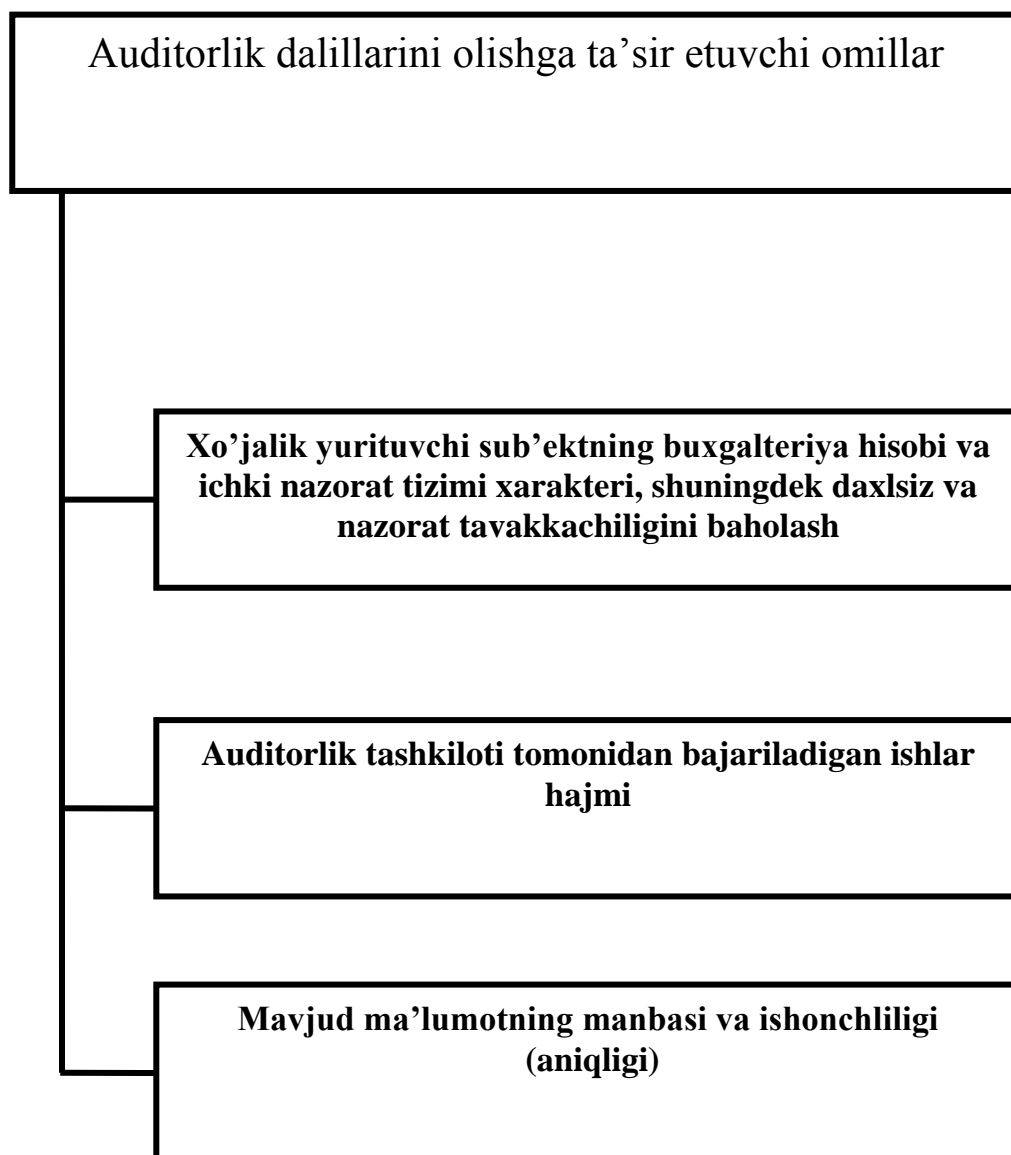 Auditorlik dalillarini olishga ta’sir etuvchi omillar
Xo’jalik yurituvchi sub’ektning buxgalteriya hisobi va
ichki nazorat tizimi xarakteri, shuningdek daxlsiz va
nazorat tavakkachiligini baholash
Auditorlik tashkiloti tomonidan bajariladigan ishlar
hajmi
Mavjud ma’lumotning manbasi va ishonchliligi
(aniqligi)